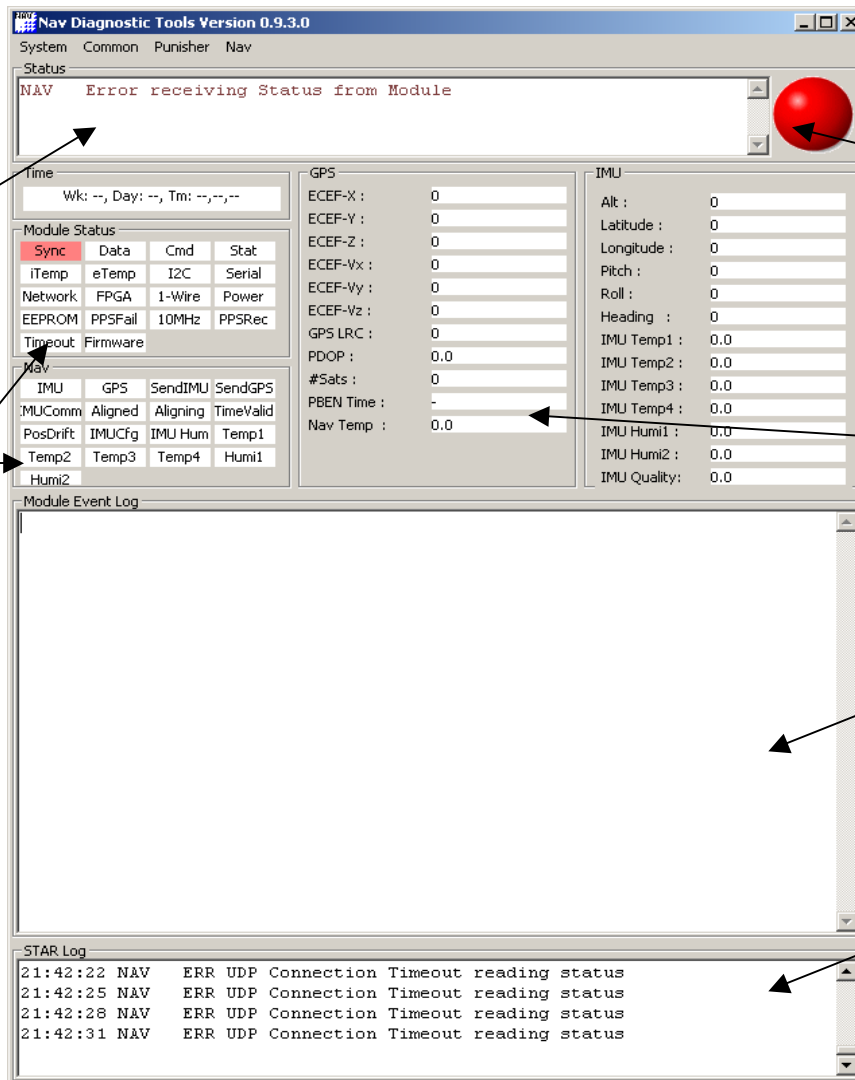 Nav Diagnostic Tools Version 0.9.3.0
System Common Punisher Nav
Status
NAV Error receiving Status from Module
Time
Wk: --, Day: --, Tm: --,--,--
Module Status
Sync Data Cmd Stat
iTemp eTemp I2C Serial
Network FPGA 1-Wire Power
EEPROM PPSFail 10MHz PPSRec
Timeout Firmware
Nav
IMU GPS SendIMU SendGPS
IMUComm Aligned Aligning TimeValid
PosDrift IMUCfg IMU Hum Temp1
Temp2 Temp3 Temp4 Humi1
Humi2
GPS
ECEF-X : 0
ECEF-Y : 0
ECEF-Z : 0
ECEF-Vx : 0
ECEF-Vy : 0
ECEF-Vz : 0
GPS LRC : 0
PDOP : 0.0
#Sats : 0
PBEN Time : -
Nav Temp : 0.0
IMU
Alt : 0
Latitude : 0
Longitude : 0
Pitch : 0
Roll : 0
Heading : 0
IMU Temp1 : 0.0
IMU Temp2 : 0.0
IMU Temp3 : 0.0
IMU Temp4 : 0.0
IMU Humi1 : 0.0
IMU Humi2 : 0.0
IMU Quality: 0.0
Module Event Log
STAR Log
21:42:22 NAV ERR UDP Connection Timeout reading status
21:42:25 NAV ERR UDP Connection Timeout reading status
21:42:28 NAV ERR UDP Connection Timeout reading status
21:42:31 NAV ERR UDP Connection Timeout reading status